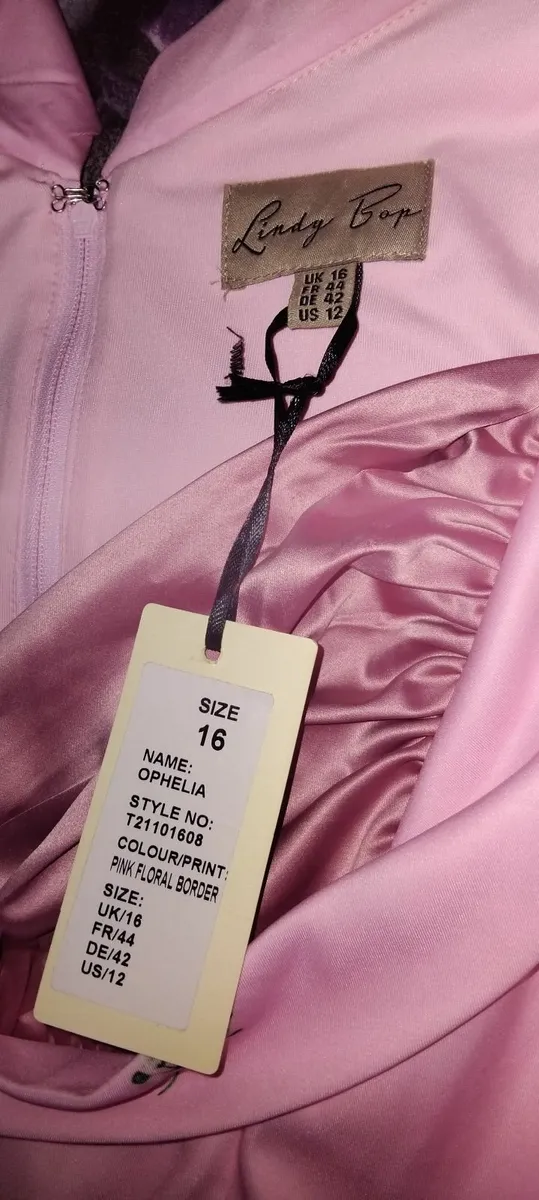 Lindy Bop
UK 16
FR 44
DE 42
US 12
SIZE
16
NAME:
OPHELIA
STYLE NO:
T21101608
COLOUR/PRINT:
PINK FLORAL BORDER
SIZE:
UK/16
FR/44
DE/42
US/12